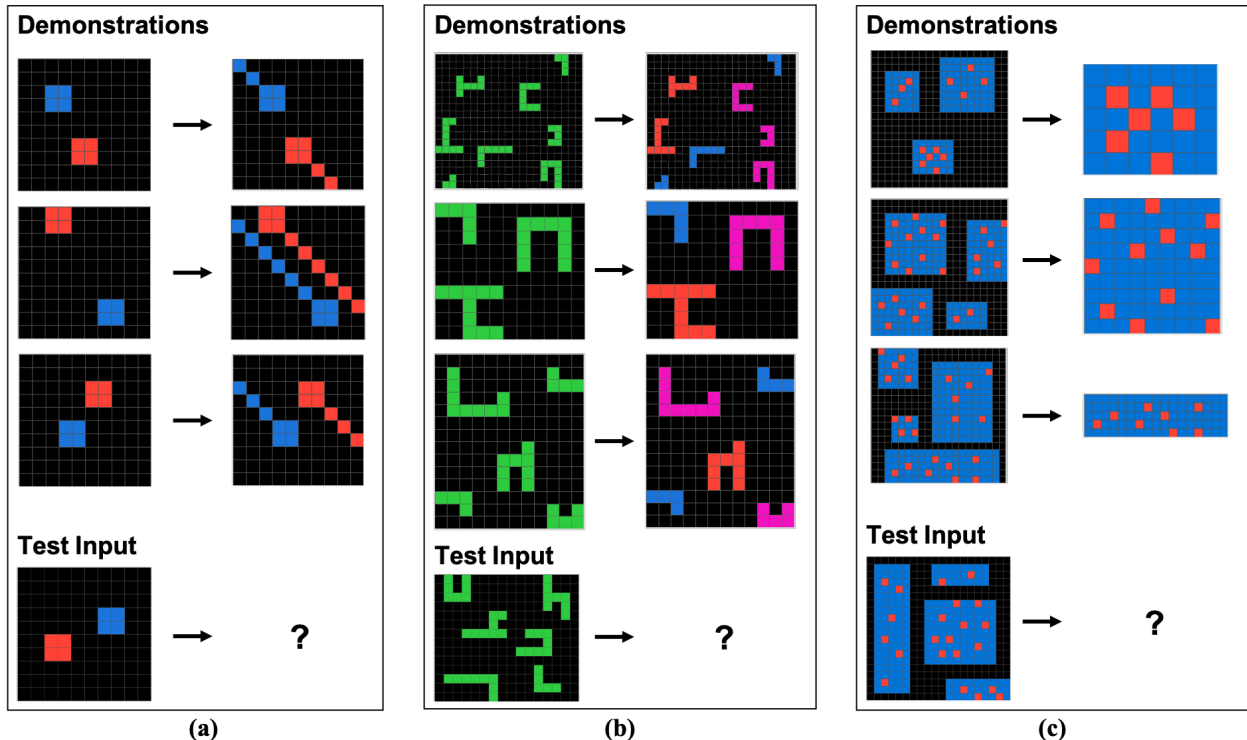 Demonstrations
Test Input
?
(a)
Demonstrations
Test Input
?
(b)
Demonstrations
Test Input
?
(c)